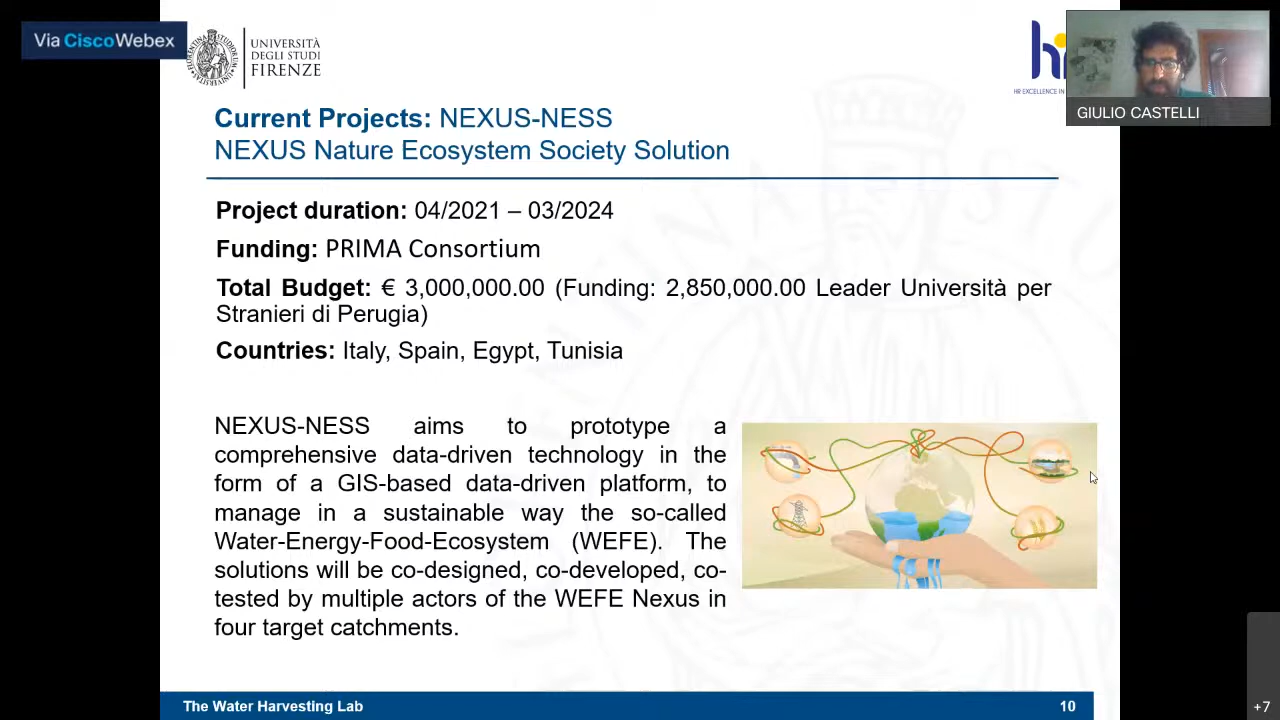 Via CiscoWebex
UNIVERSITÀ
DEGLI STUDI
FIRENZE
HR EXCELLENCE IN
GIULIO CASTELLI
Current Projects: NEXUS-NESS
NEXUS Nature Ecosystem Society Solution
Project duration: 04/2021 – 03/2024
Funding: PRIMA Consortium
Total Budget: € 3,000,000.00 (Funding: 2,850,000.00 Leader Università per
Stranieri di Perugia)
Countries: Italy, Spain, Egypt, Tunisia
NEXUS-NESS aims to prototype a
comprehensive data-driven technology in the
form of a GIS-based data-driven platform, to
manage in a sustainable way the so-called
Water-Energy-Food-Ecosystem (WEFE). The
solutions will be co-designed, co-developed, co-
tested by multiple actors of the WEFE Nexus in
four target catchments.
The Water Harvesting Lab
10
+7